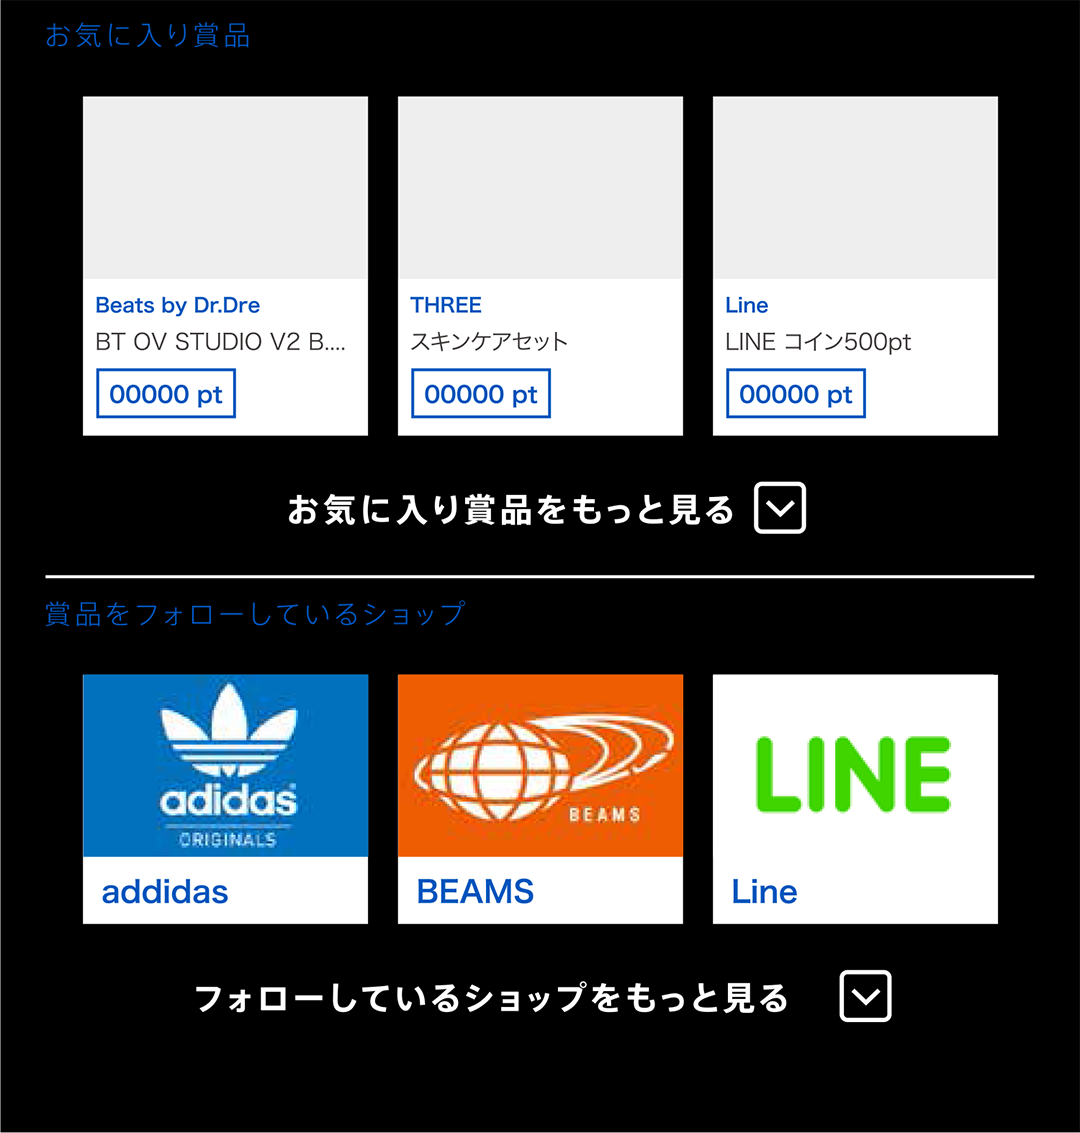 お気に入り賞品
Beats by Dr.Dre
BT OV STUDIO V2 B....
00000 pt
THREE
スキンケアセット
00000 pt
Line
LINE コイン500pt
00000 pt
お気に入り賞品をもっと見る
賞品をフォローしているショップ
adidas
ORIGINALS
addidas
BEAMS
BEAMS
LINE
Line
フォローしているショップをもっと見る